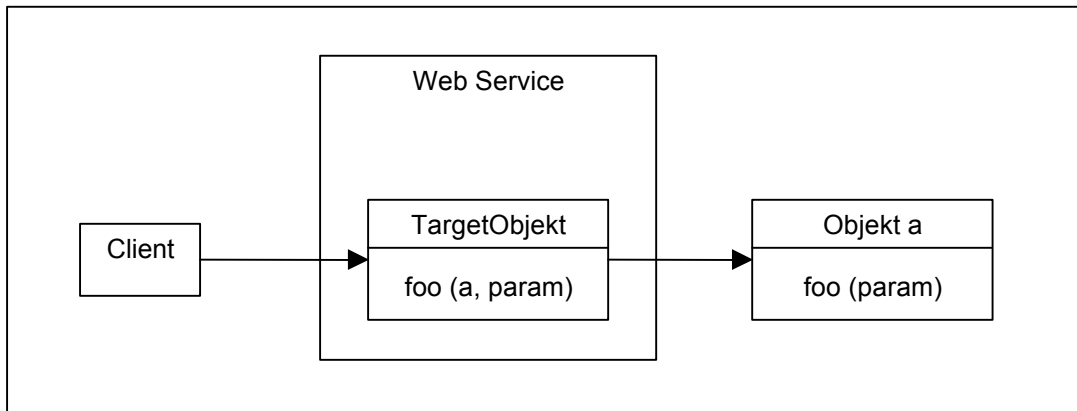 Web Service
Client
TargetObjekt
foo (a, param)
Objekt a
foo (param)